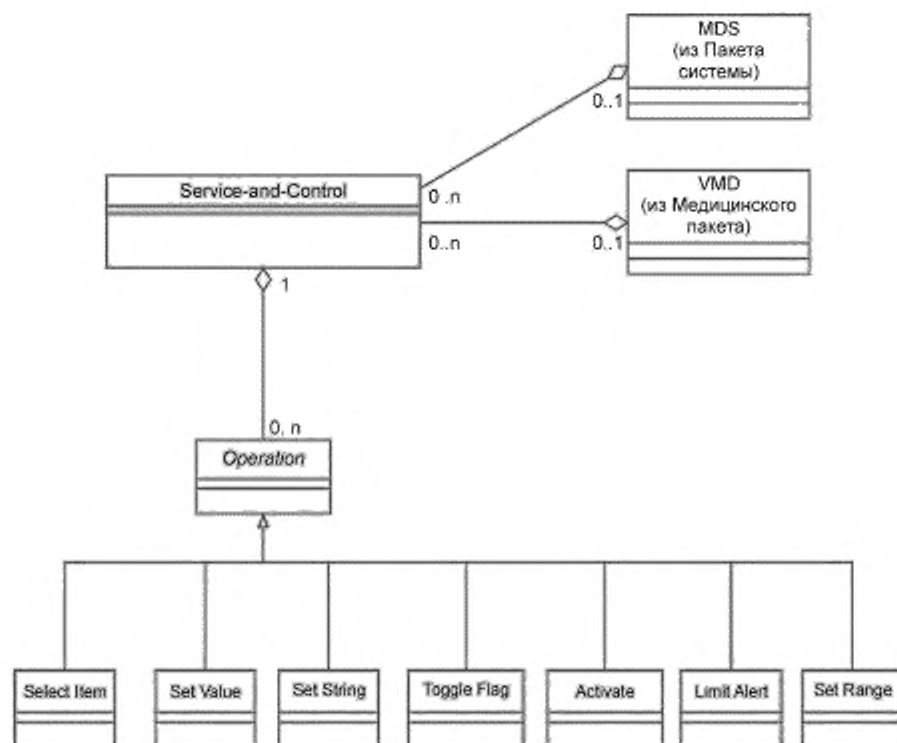 MDS
(из Пакета
системы)
0..1
Service-and-Control
0 .n
VMD
(из Медицинского
пакета)
0..n
0..1
1
0, n
Operation
Select Item
Set Value
Set String
Toggle Flag
Activate
Limit Alert
Set Range